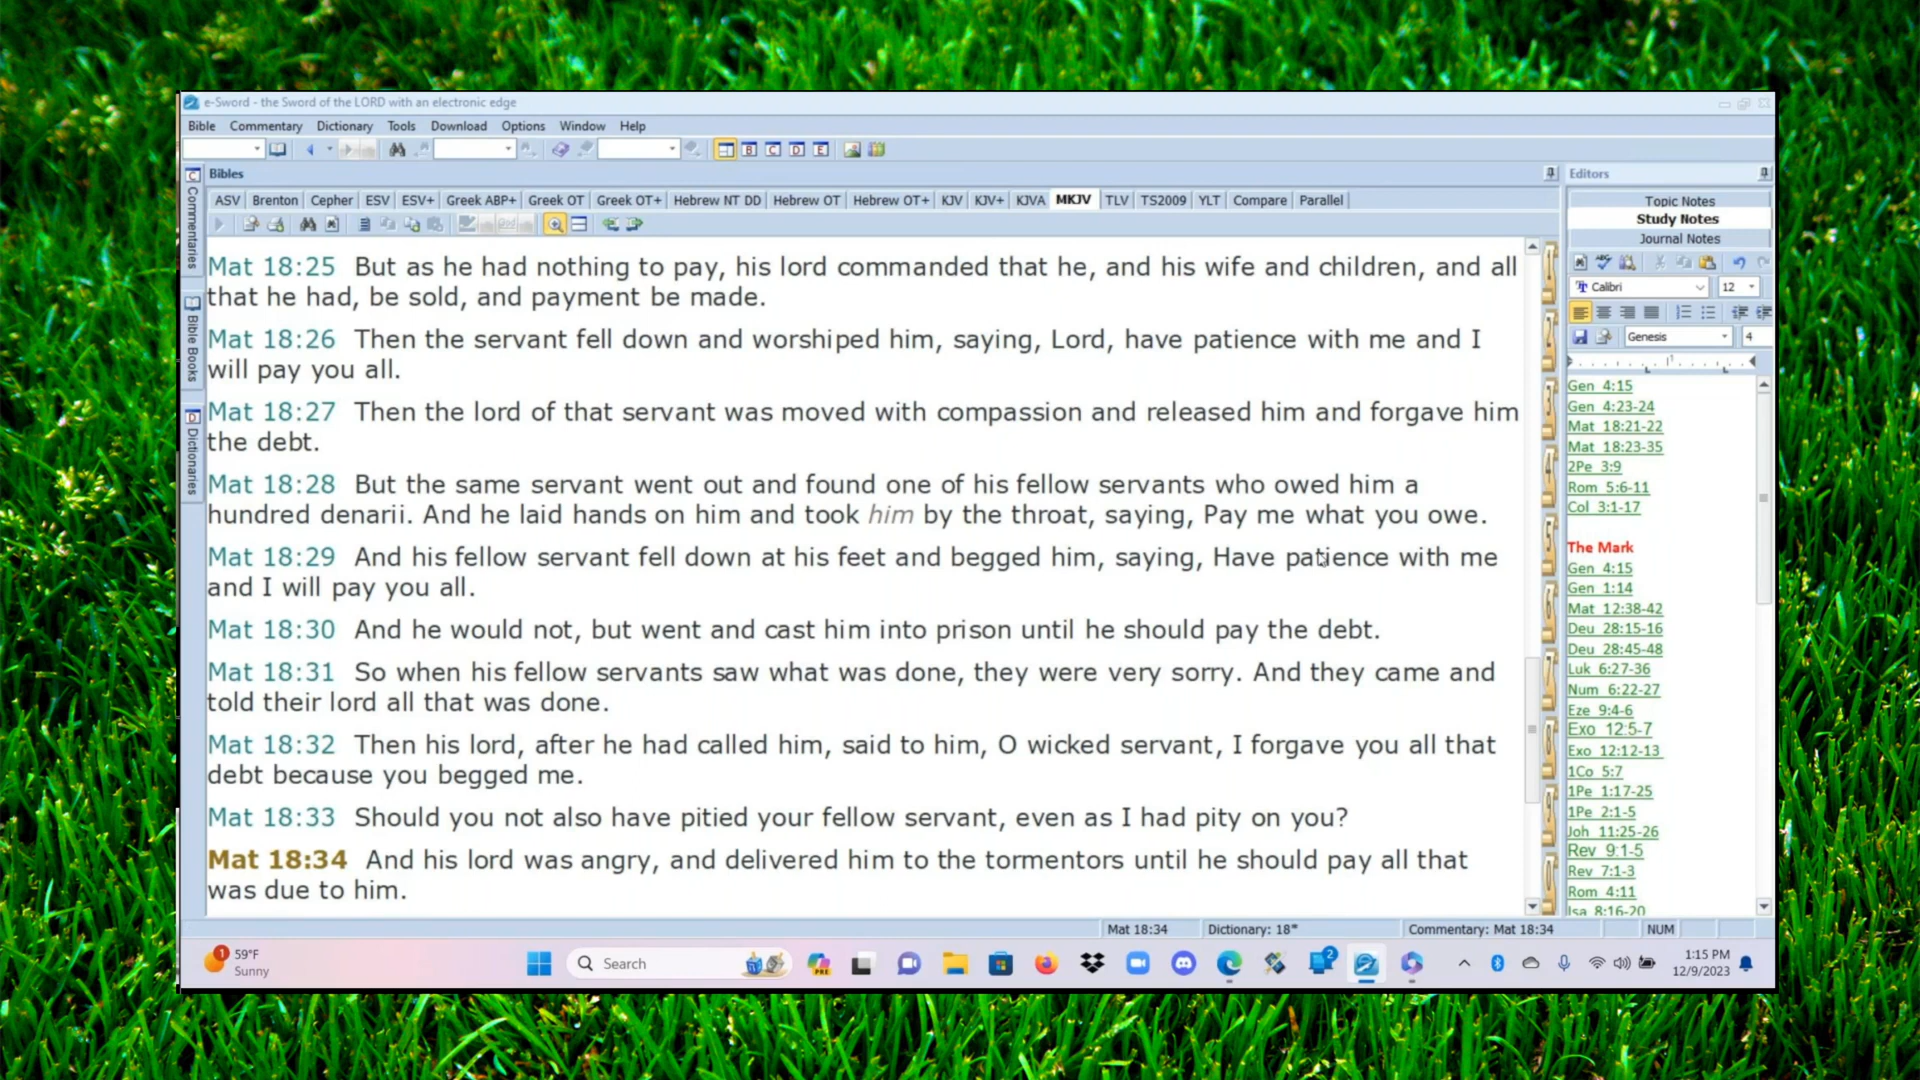 e-Sword - the Sword of the LORD with an electronic edge
Bible Commentary Dictionary Tools Download Options Window Help
B C D E
Bibles
ASV Brenton Cepher ESV ESV+ Greek ABP+ Greek OT Greek OT+ Hebrew NT DD Hebrew OT Hebrew OT+ KJV KJV+ KJVA MKJV TLV TS2009 YLT Compare Parallel
Commentaries
Bible Books
Dictionaries
Mat 18:25 But as he had nothing to pay, his lord commanded that he, and his wife and children, and all
that he had, be sold, and payment be made.
Mat 18:26 Then the servant fell down and worshiped him, saying, Lord, have patience with me and I
will pay you all.
Mat 18:27 Then the lord of that servant was moved with compassion and released him and forgave him
the debt.
Mat 18:28 But the same servant went out and found one of his fellow servants who owed him a
hundred denarii. And he laid hands on him and took him by the throat, saying, Pay me what you owe.
Mat 18:29 And his fellow servant fell down at his feet and begged him, saying, Have patience with me
and I will pay you all.
Mat 18:30 And he would not, but went and cast him into prison until he should pay the debt.
Mat 18:31 So when his fellow servants saw what was done, they were very sorry. And they came and
told their lord all that was done.
Mat 18:32 Then his lord, after he had called him, said to him, O wicked servant, I forgave you all that
debt because you begged me.
Mat 18:33 Should you not also have pitied your fellow servant, even as I had pity on you?
Mat 18:34 And his lord was angry, and delivered him to the tormentors until he should pay all that
was due to him.
Editors
Topic Notes
Study Notes
Journal Notes
Calibri 12
Genesis 4
Gen 4:15
Gen 4:23-24
Mat 18:21-22
Mat 18:23-35
2Pe 3:9
Rom 5:6-11
Col 3:1-17
The Mark
Gen 4:15
Gen 1:14
Mat 12:38-42
Deu 28:15-16
Deu 28:45-48
Luk 6:27-36
Num 6:22-27
Eze 9:4-6
Exo 12:5-7
Exo 12:12-13
1Co 5:7
1Pe 1:17-25
1Pe 2:1-5
Joh 11:25-26
Rev 9:1-5
Rev 7:1-3
Rom 4:11
Isa 8:16-20
Mat 18:34 Dictionary: 18* Commentary: Mat 18:34 NUM
1
59°F
Sunny
Search
PRE
2
1:15 PM
12/9/2023